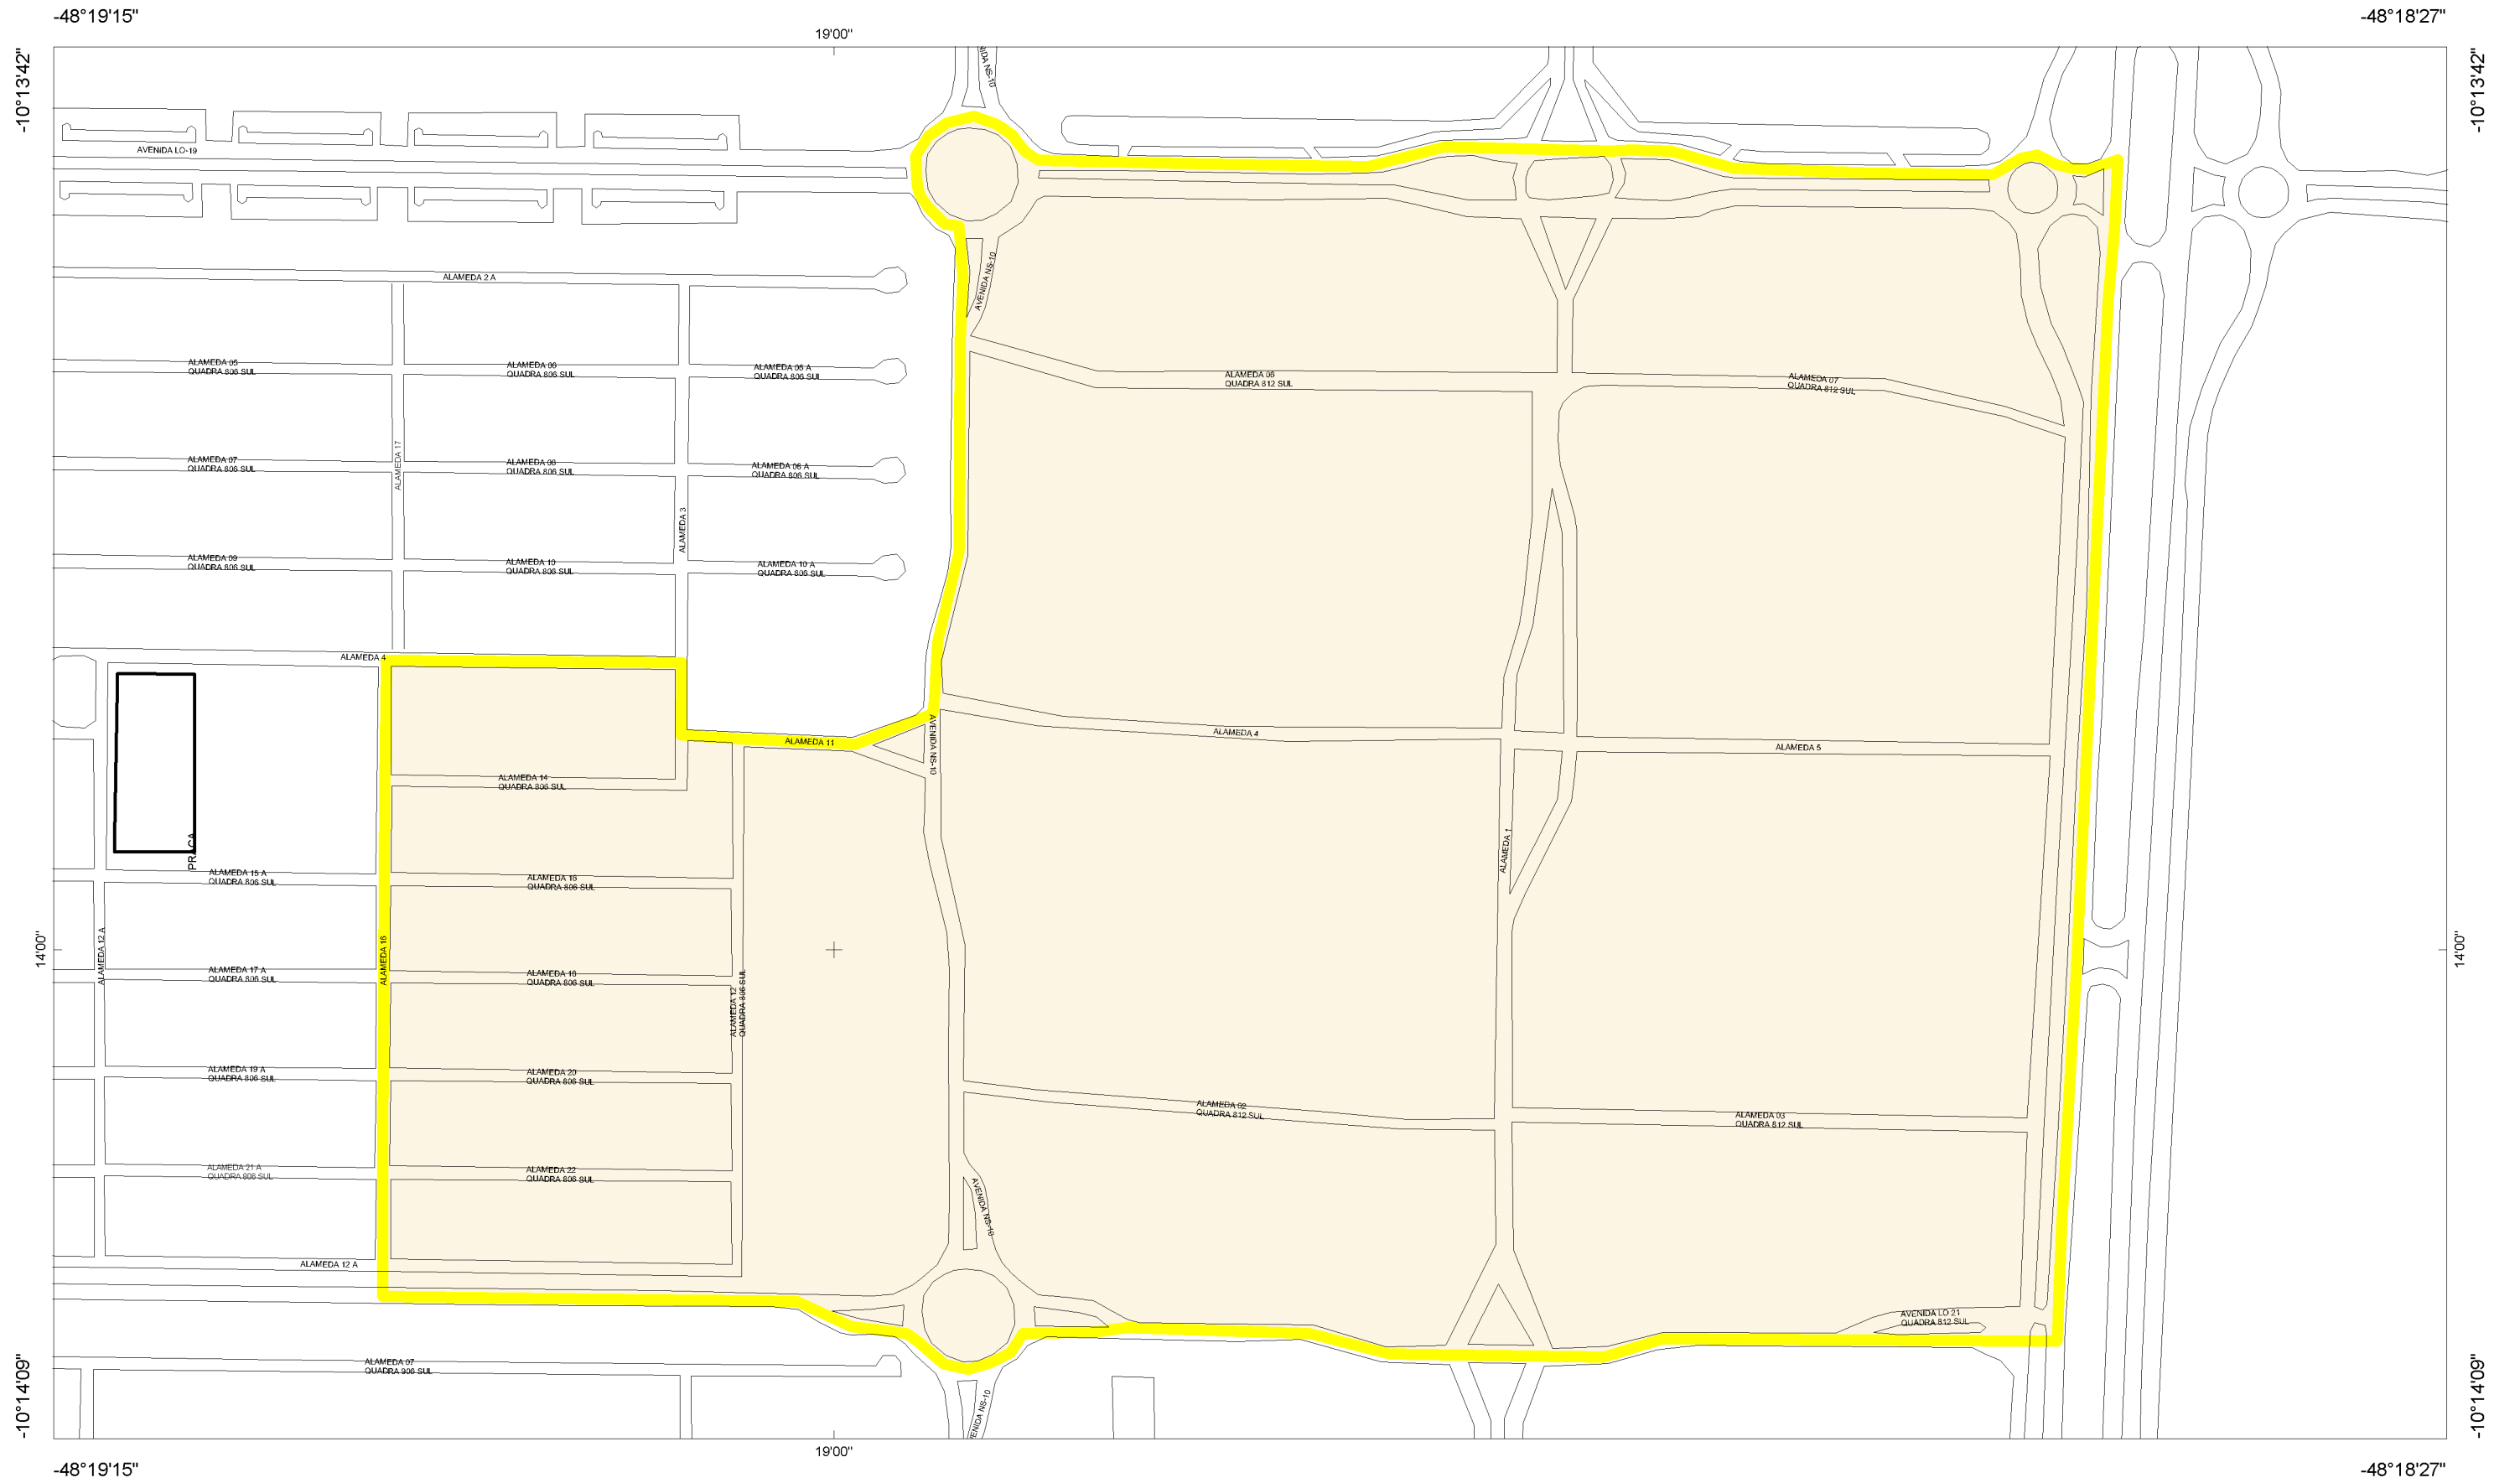 -48°19'15"
-48°18'27"
19'00"
-10°13'42"
-10°13'42"
AVENIDA NS-10
AVENIDA LO-19
ALAMEDA 2 A
AVENIDA NS-10
ALAMEDA 05
QUADRA 806 SUL
ALAMEDA 06
QUADRA 806 SUL
ALAMEDA 06 A
QUADRA 806 SUL
ALAMEDA 06
QUADRA 812 SUL
ALAMEDA 07
QUADRA 812 SUL
ALAMEDA 17
ALAMEDA 07
QUADRA 806 SUL
ALAMEDA 08
QUADRA 806 SUL
ALAMEDA 06 A
QUADRA 806 SUL
ALAMEDA 3
ALAMEDA 09
QUADRA 806 SUL
ALAMEDA 10
QUADRA 806 SUL
ALAMEDA 10 A
QUADRA 806 SUL
ALAMEDA 4
ALAMEDA 11
AVENIDA NS-10
ALAMEDA 4
ALAMEDA 5
ALAMEDA 14
QUADRA 806 SUL
PRACA
ALAMEDA 1
ALAMEDA 15 A
QUADRA 806 SUL
ALAMEDA 16
QUADRA 806 SUL
14'00"
ALAMEDA 12 A
ALAMEDA 16
14'00"
ALAMEDA 17 A
QUADRA 806 SUL
ALAMEDA 18
QUADRA 806 SUL
ALAMEDA 12
QUADRA 806 SUL
ALAMEDA 19 A
QUADRA 806 SUL
ALAMEDA 20
QUADRA 806 SUL
ALAMEDA 02
QUADRA 812 SUL
ALAMEDA 03
QUADRA 812 SUL
ALAMEDA 21 A
QUADRA 806 SUL
ALAMEDA 22
QUADRA 806 SUL
AVENIDA NS-10
ALAMEDA 12 A
AVENIDA LO 21
QUADRA 812 SUL
ALAMEDA 07
QUADRA 906 SUL
-10°14'09"
-10°14'09"
ENIDA NS-10
19'00"
-48°19'15"
-48°18'27"